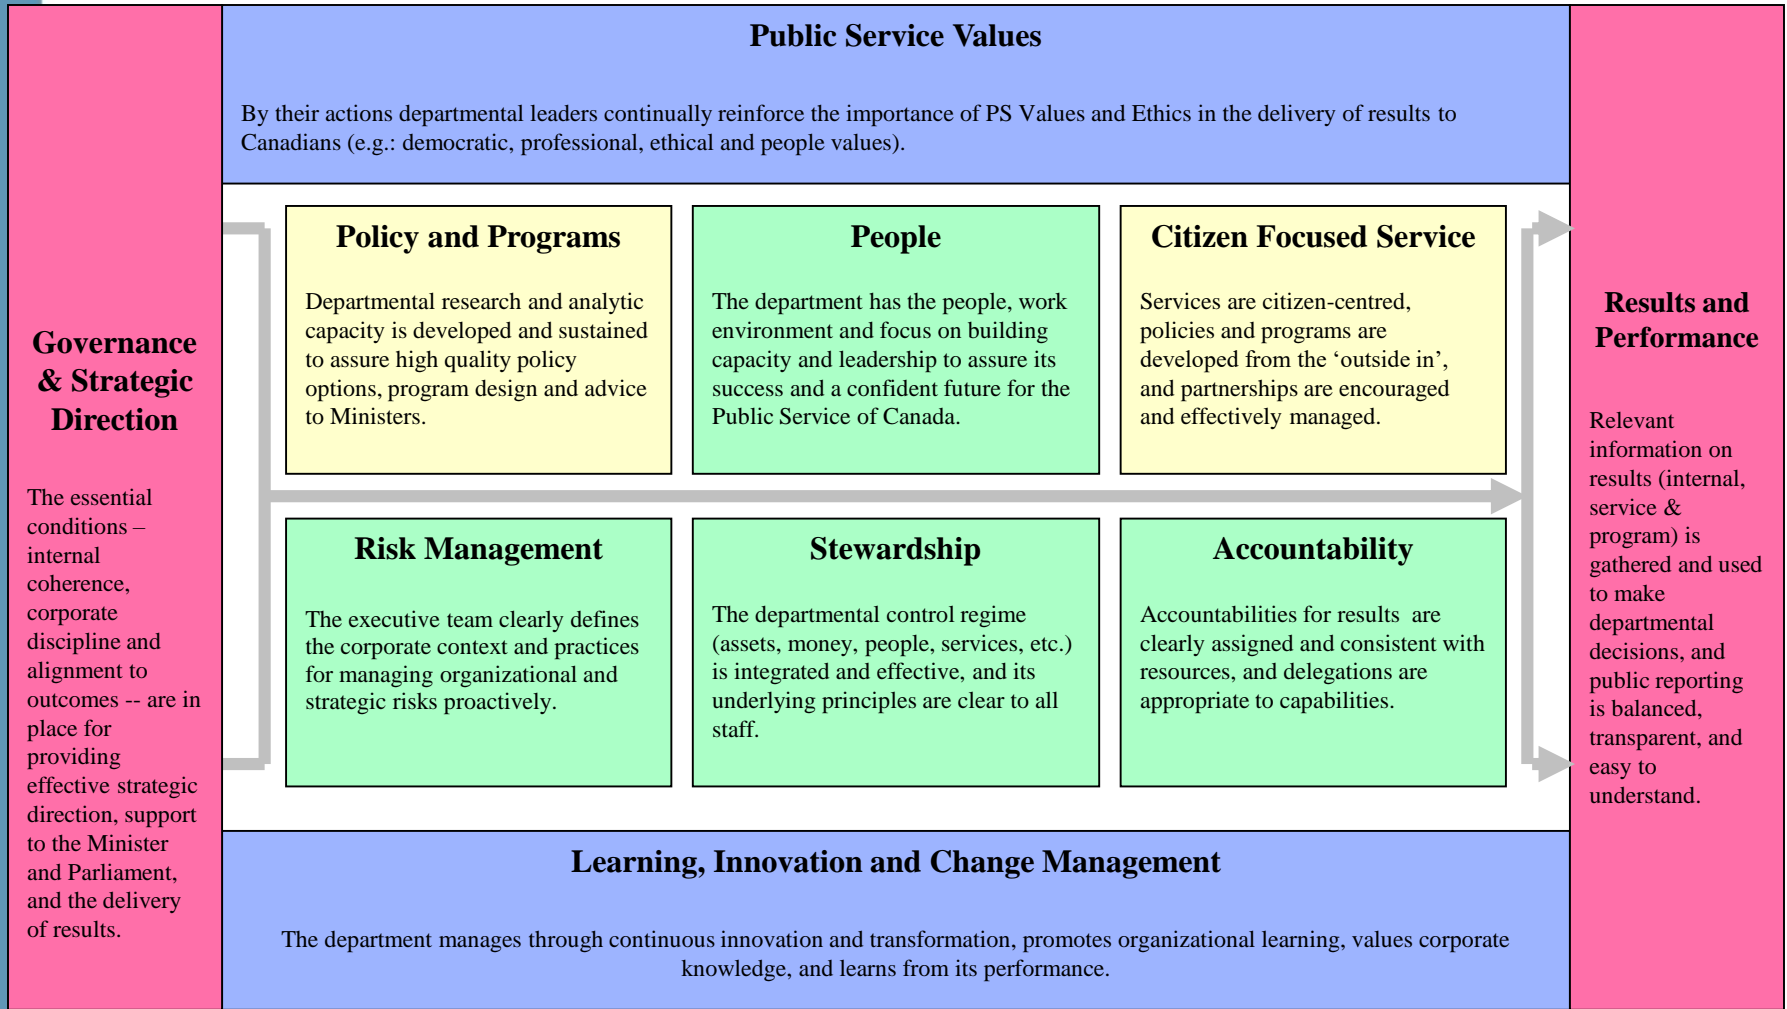 Public Service Values
By their actions departmental leaders continually reinforce the importance of PS Values and Ethics in the delivery of results to
Canadians (e.g.: democratic, professional, ethical and people values).
Governance
& Strategic
Direction
The essential
conditions –
internal
coherence,
corporate
discipline and
alignment to
outcomes -- are in
place for
providing
effective strategic
direction, support
to the Minister
and Parliament,
and the delivery
of results.
Policy and Programs
Departmental research and analytic
capacity is developed and sustained
to assure high quality policy
options, program design and advice
to Ministers.
People
The department has the people, work
environment and focus on building
capacity and leadership to assure its
success and a confident future for the
Public Service of Canada.
Citizen Focused Service
Services are citizen-centred,
policies and programs are
developed from the ‘outside in’,
and partnerships are encouraged
and effectively managed.
Risk Management
The executive team clearly defines
the corporate context and practices
for managing organizational and
strategic risks proactively.
Stewardship
The departmental control regime
(assets, money, people, services, etc.)
is integrated and effective, and its
underlying principles are clear to all
staff.
Accountability
Accountabilities for results are
clearly assigned and consistent with
resources, and delegations are
appropriate to capabilities.
Results and
Performance
Relevant
information on
results (internal,
service &
program) is
gathered and used
to make
departmental
decisions, and
public reporting
is balanced,
transparent, and
easy to
understand.
Learning, Innovation and Change Management
The department manages through continuous innovation and transformation, promotes organizational learning, values corporate
knowledge, and learns from its performance.